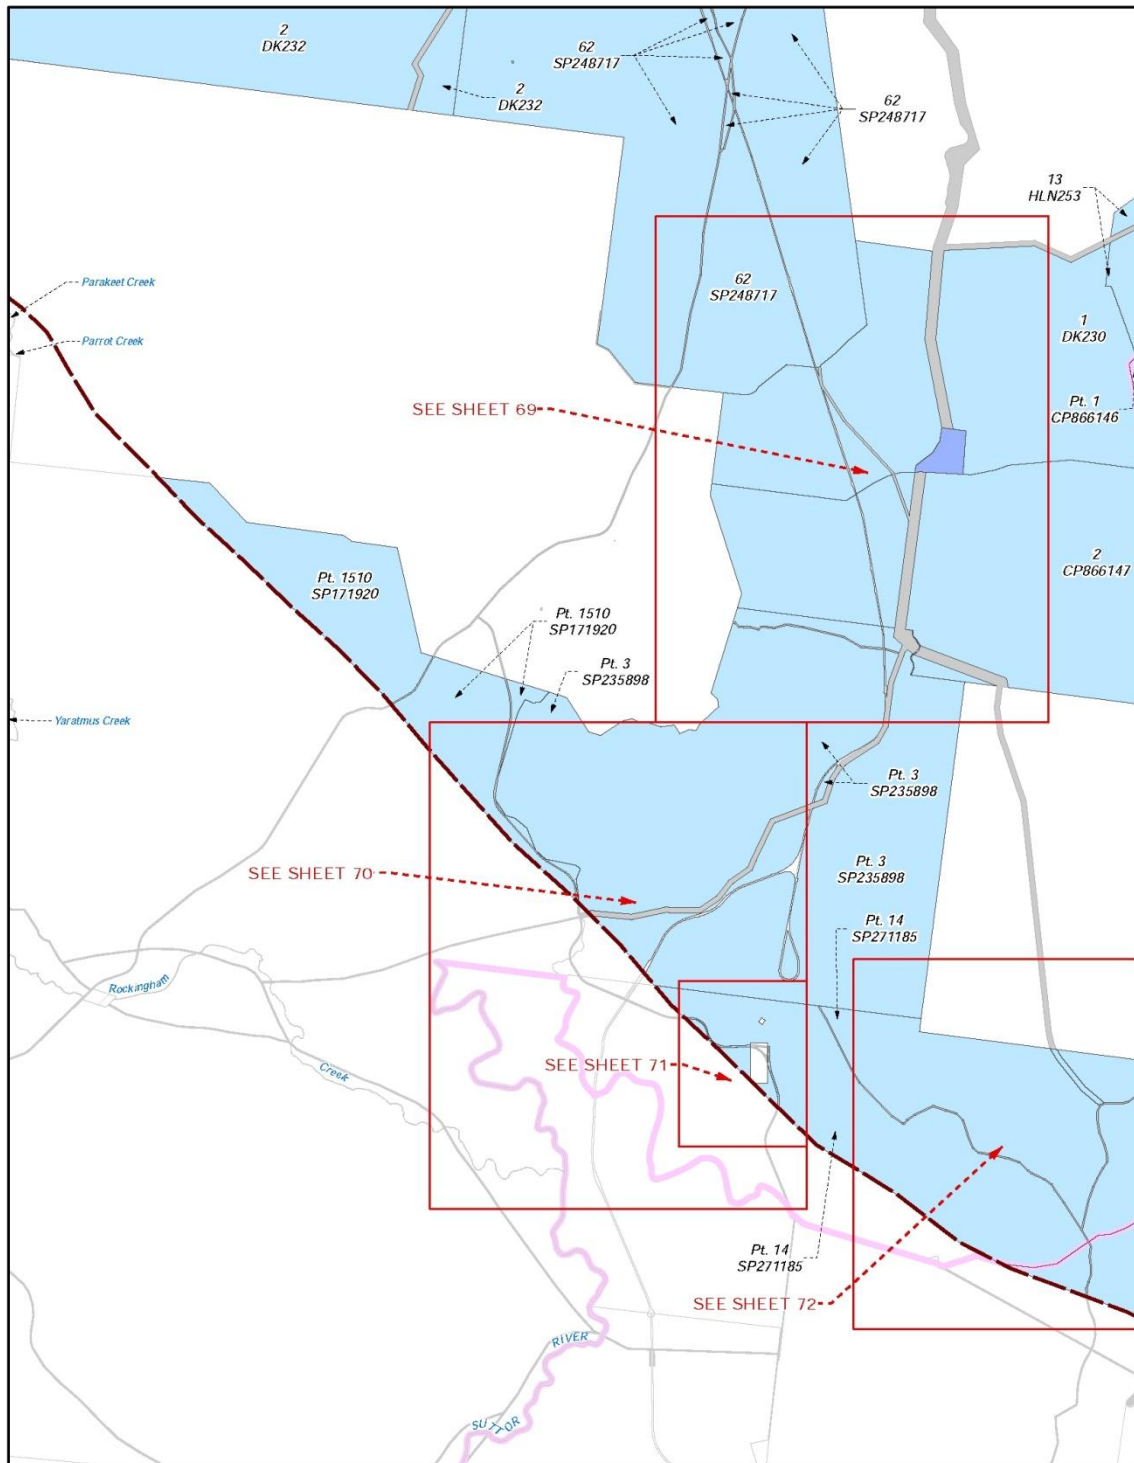 2
DK232
62
SP248717
2
DK232
62
SP248717
13
HLN253
Parakeet Creek
62
SP248717
Parrot Creek
1
DK230
Pt. 1
CP866146
SEE SHEET 69
2
CP866147
Pt. 1510
SP171920
Pt. 1510
SP171920
Pt. 3
SP235898
Yaratmus Creek
Pt. 3
SP235898
SEE SHEET 70
Pt. 3
SP235898
Pt. 14
SP271185
Rockingham
Creek
SEE SHEET 71
Pt. 14
SP271185
SEE SHEET 72
RIVER
SUTTOR